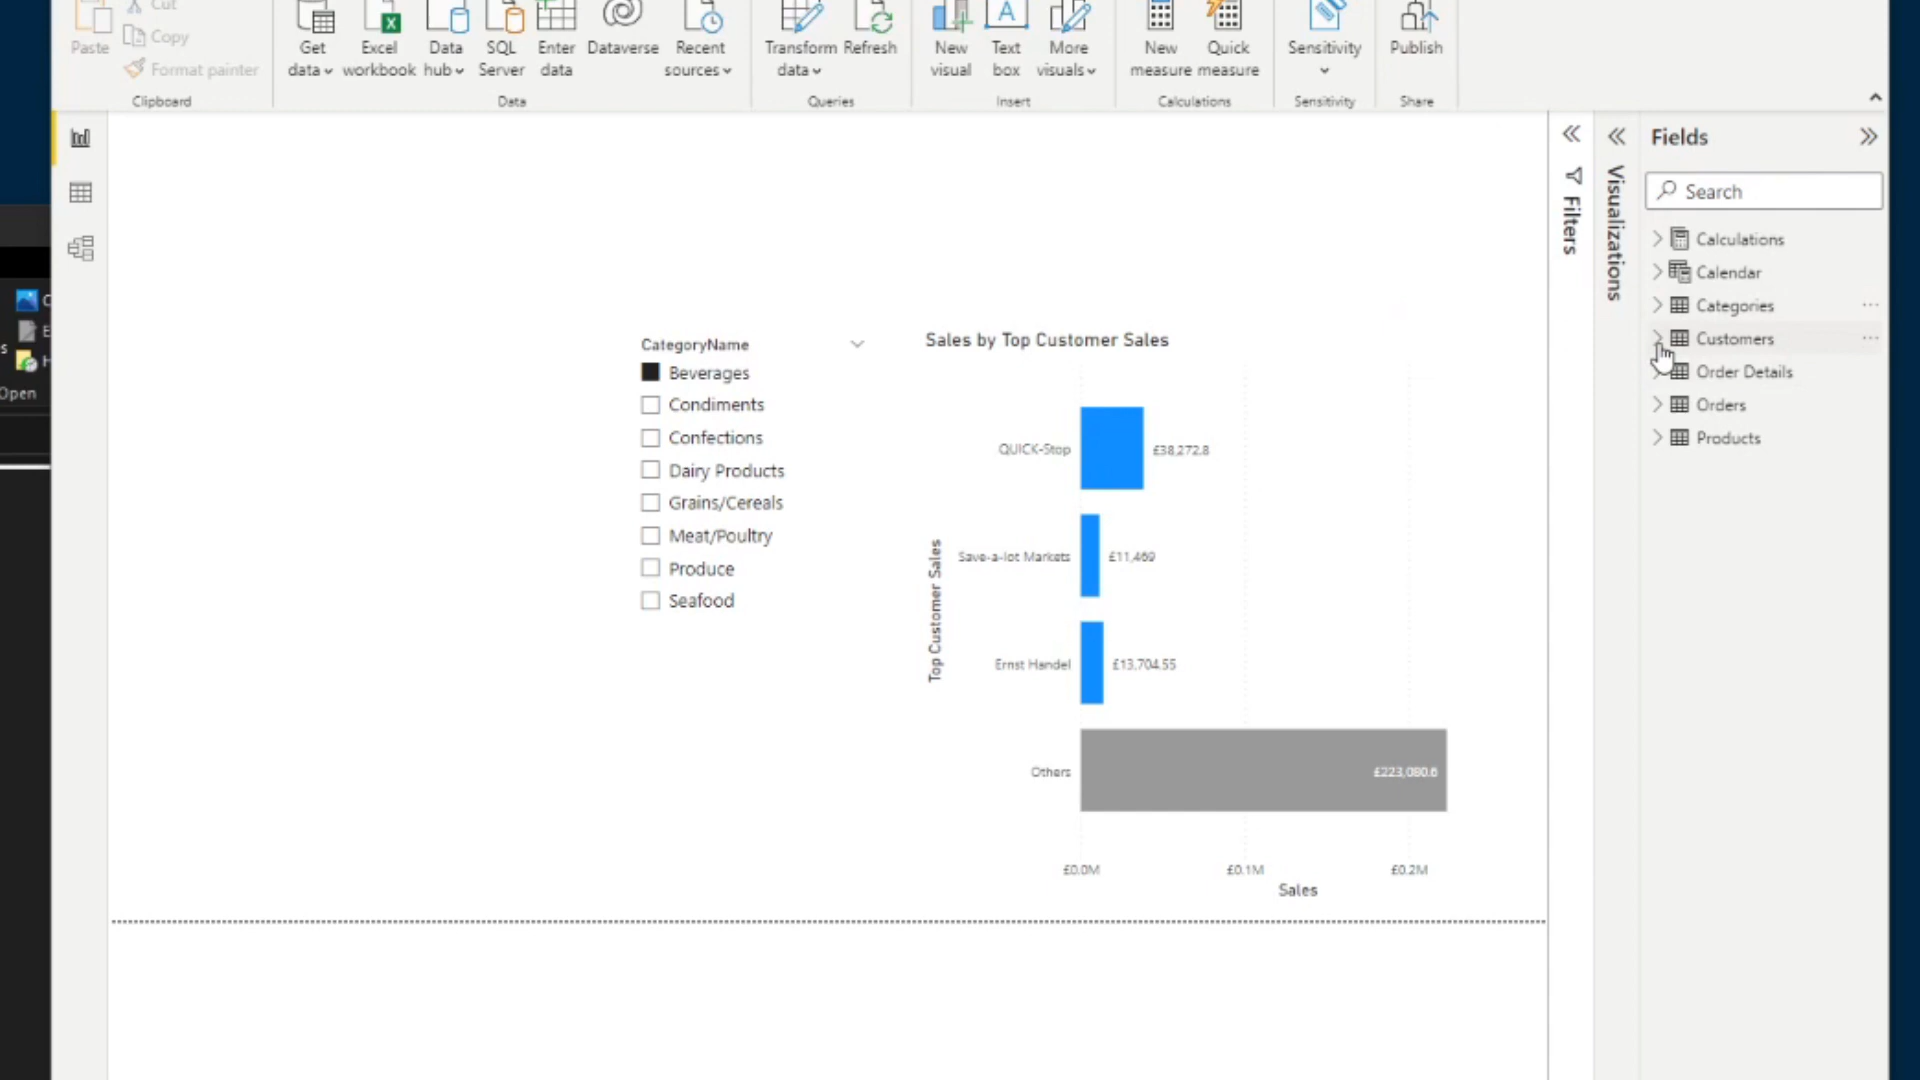 Cut
Paste
Copy
Format painter
Clipboard
Get data
Excel workbook
Data hub
SQL Server
Enter data
Dataverse
Recent sources
Data
Transform data
Refresh
Queries
New visual
Text box
More visuals
Insert
New measure
Quick measure
Calculations
Sensitivity
Sensitivity
Publish
Share
Open
Filters
Visualizations
Fields
Search
Calculations
Calendar
Categories
Customers
Order Details
Orders
Products
CategoryName
Beverages
Condiments
Confections
Dairy Products
Grains/Cereals
Meat/Poultry
Produce
Seafood
Sales by Top Customer Sales
Top Customer Sales
QUICK-Stop £38,272.8
Save-a-lot Markets £11,469
Ernst Handel £13,704.55
Others £223,080.6
£0.0M £0.1M £0.2M
Sales